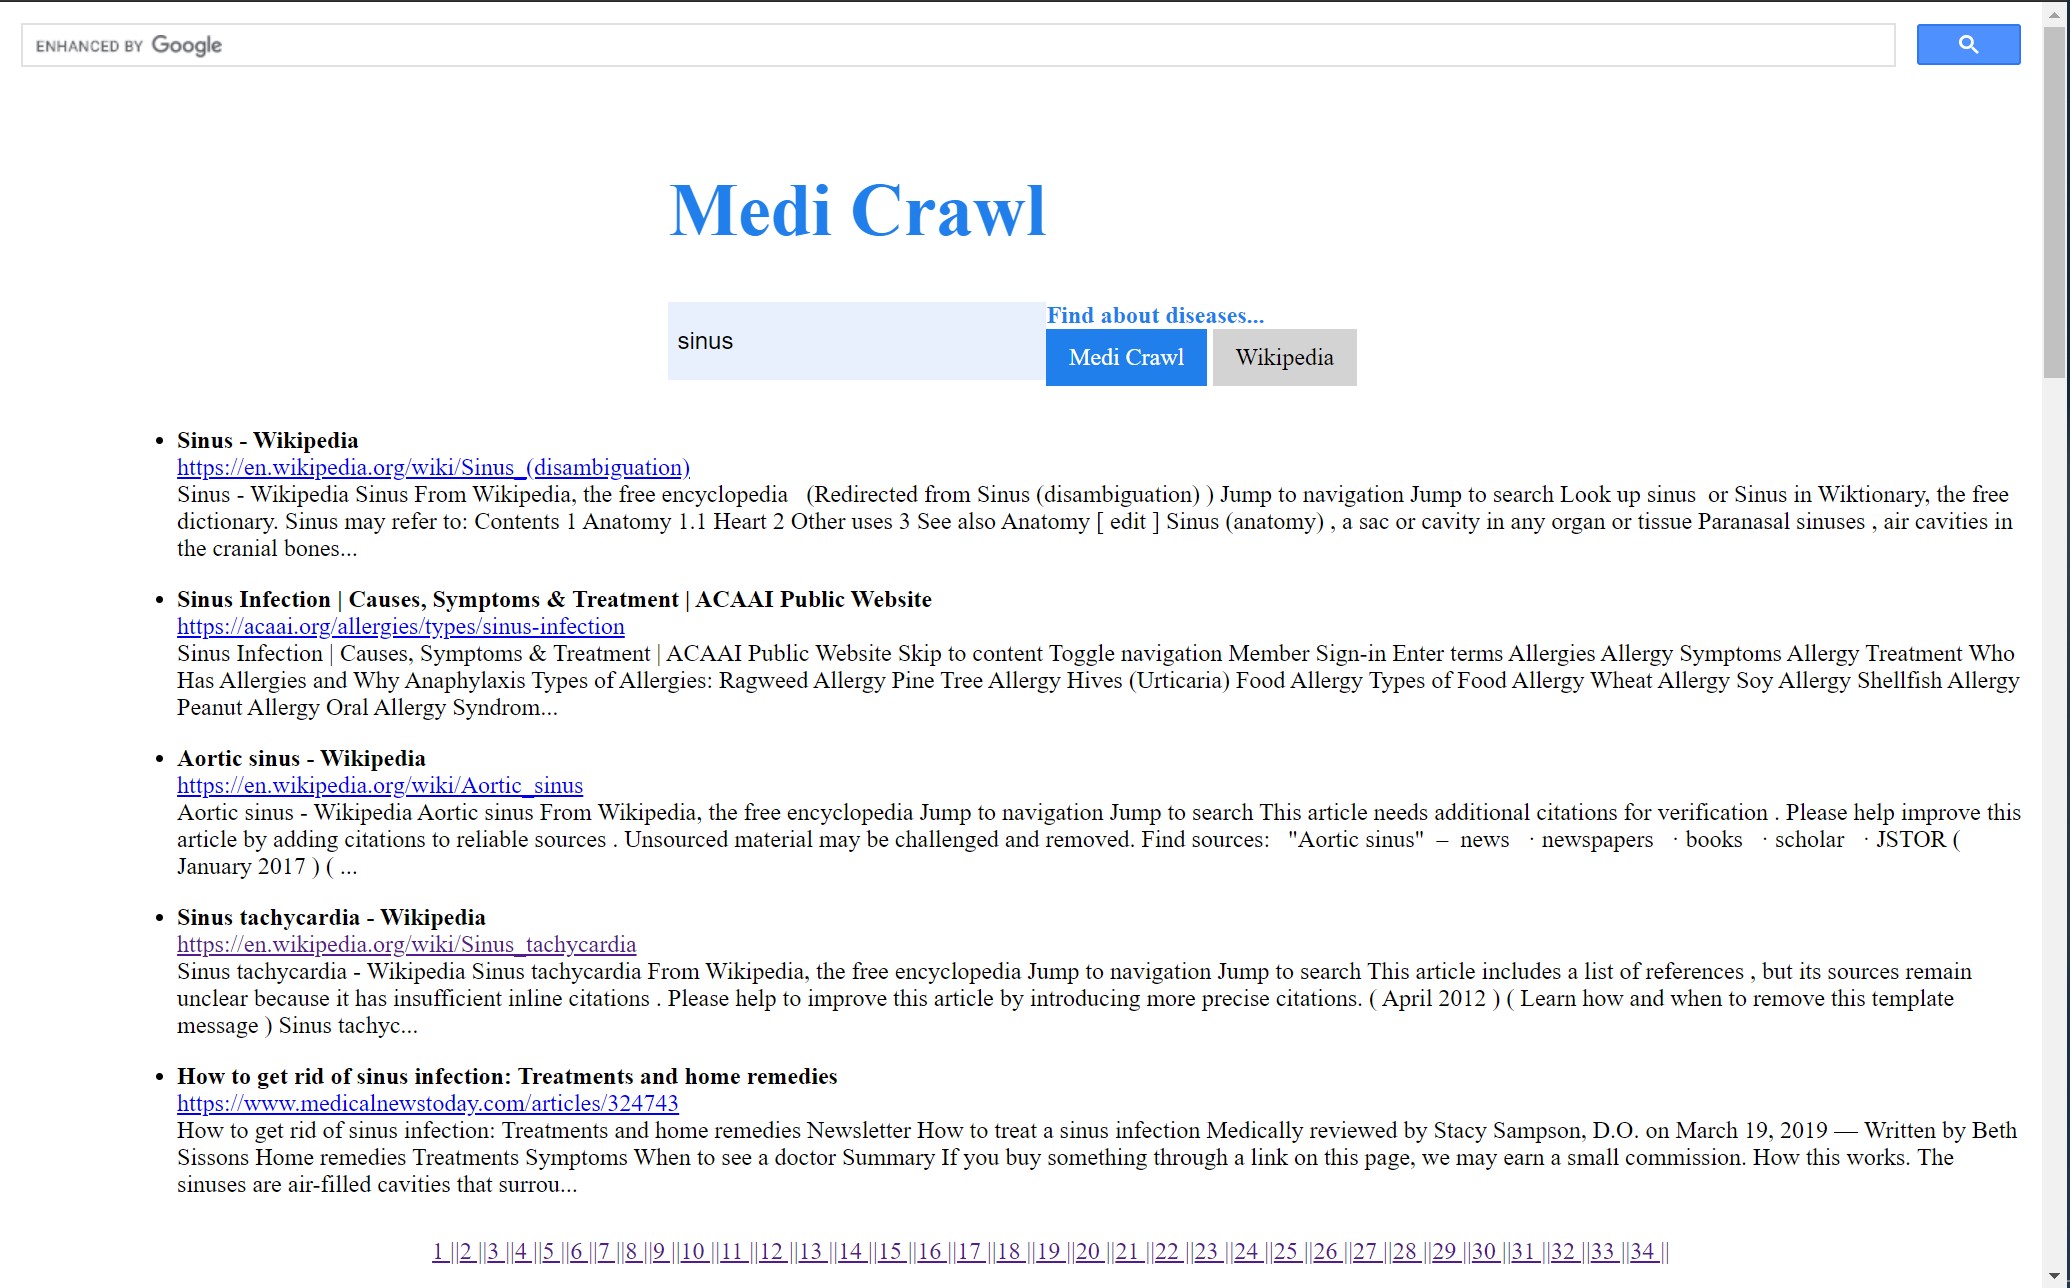 ENHANCED BY Google
Medi Crawl
sinus
Find about diseases...
Medi Crawl Wikipedia
• Sinus - Wikipedia
https://en.wikipedia.org/wiki/Sinus_(disambiguation)
Sinus - Wikipedia Sinus From Wikipedia, the free encyclopedia (Redirected from Sinus (disambiguation) ) Jump to navigation Jump to search Look up sinus or Sinus in Wiktionary, the free
dictionary. Sinus may refer to: Contents 1 Anatomy 1.1 Heart 2 Other uses 3 See also Anatomy [ edit ] Sinus (anatomy) , a sac or cavity in any organ or tissue Paranasal sinuses , air cavities in
the cranial bones...
• Sinus Infection | Causes, Symptoms & Treatment | ACAAI Public Website
https://acaai.org/allergies/types/sinus-infection
Sinus Infection | Causes, Symptoms & Treatment | ACAAI Public Website Skip to content Toggle navigation Member Sign-in Enter terms Allergies Allergy Symptoms Allergy Treatment Who
Has Allergies and Why Anaphylaxis Types of Allergies: Ragweed Allergy Pine Tree Allergy Hives (Urticaria) Food Allergy Types of Food Allergy Wheat Allergy Soy Allergy Shellfish Allergy
Peanut Allergy Oral Allergy Syndrom...
• Aortic sinus - Wikipedia
https://en.wikipedia.org/wiki/Aortic_sinus
Aortic sinus - Wikipedia Aortic sinus From Wikipedia, the free encyclopedia Jump to navigation Jump to search This article needs additional citations for verification . Please help improve this
article by adding citations to reliable sources . Unsourced material may be challenged and removed. Find sources: "Aortic sinus" – news · newspapers · books · scholar · JSTOR (
January 2017 ) ( ...
• Sinus tachycardia - Wikipedia
https://en.wikipedia.org/wiki/Sinus_tachycardia
Sinus tachycardia - Wikipedia Sinus tachycardia From Wikipedia, the free encyclopedia Jump to navigation Jump to search This article includes a list of references , but its sources remain
unclear because it has insufficient inline citations . Please help to improve this article by introducing more precise citations. ( April 2012 ) ( Learn how and when to remove this template
message ) Sinus tachyc...
• How to get rid of sinus infection: Treatments and home remedies
https://www.medicalnewstoday.com/articles/324743
How to get rid of sinus infection: Treatments and home remedies Newsletter How to treat a sinus infection Medically reviewed by Stacy Sampson, D.O. on March 19, 2019 — Written by Beth
Sissons Home remedies Treatments Symptoms When to see a doctor Summary If you buy something through a link on this page, we may earn a small commission. How this works. The
sinuses are air-filled cavities that surrou...
1 ||2 ||3 ||4 ||5 ||6 ||7 ||8 ||9 ||10 ||11 ||12 ||13 ||14 ||15 ||16 ||17 ||18 ||19 ||20 ||21 ||22 ||23 ||24 ||25 ||26 ||27 ||28 ||29 ||30 ||31 ||32 ||33 ||34 ||